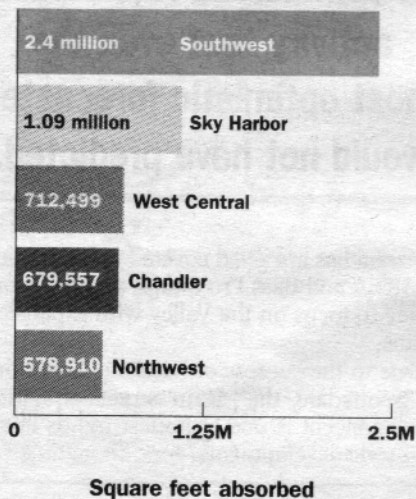 2.4 million Southwest
1.09 million Sky Harbor
712,499 West Central
679,557 Chandler
578,910 Northwest
0 1.25M 2.5M
Square feet absorbed